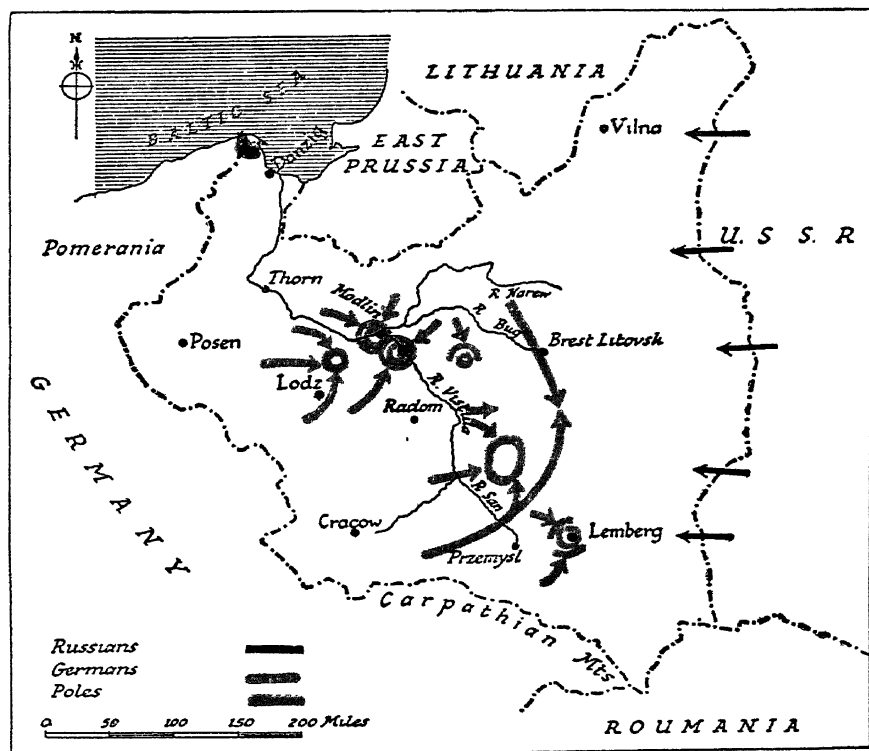 N
LITHUANIA
BALTIC SEA
Vilna
Danzig
EAST
PRUSSIA
Pomerania
U. S S. R
Thorn
Modlin
R. Narew
R. Bug
Posen
Brest Litovsk
Lodz
R. Vistula
Radom
GERMANY
R. San
Cracow
Lemberg
Przemysl
Carpathian
Mts
Russians
Germans
Poles
0 50 100 150 200 Miles
ROUMANIA